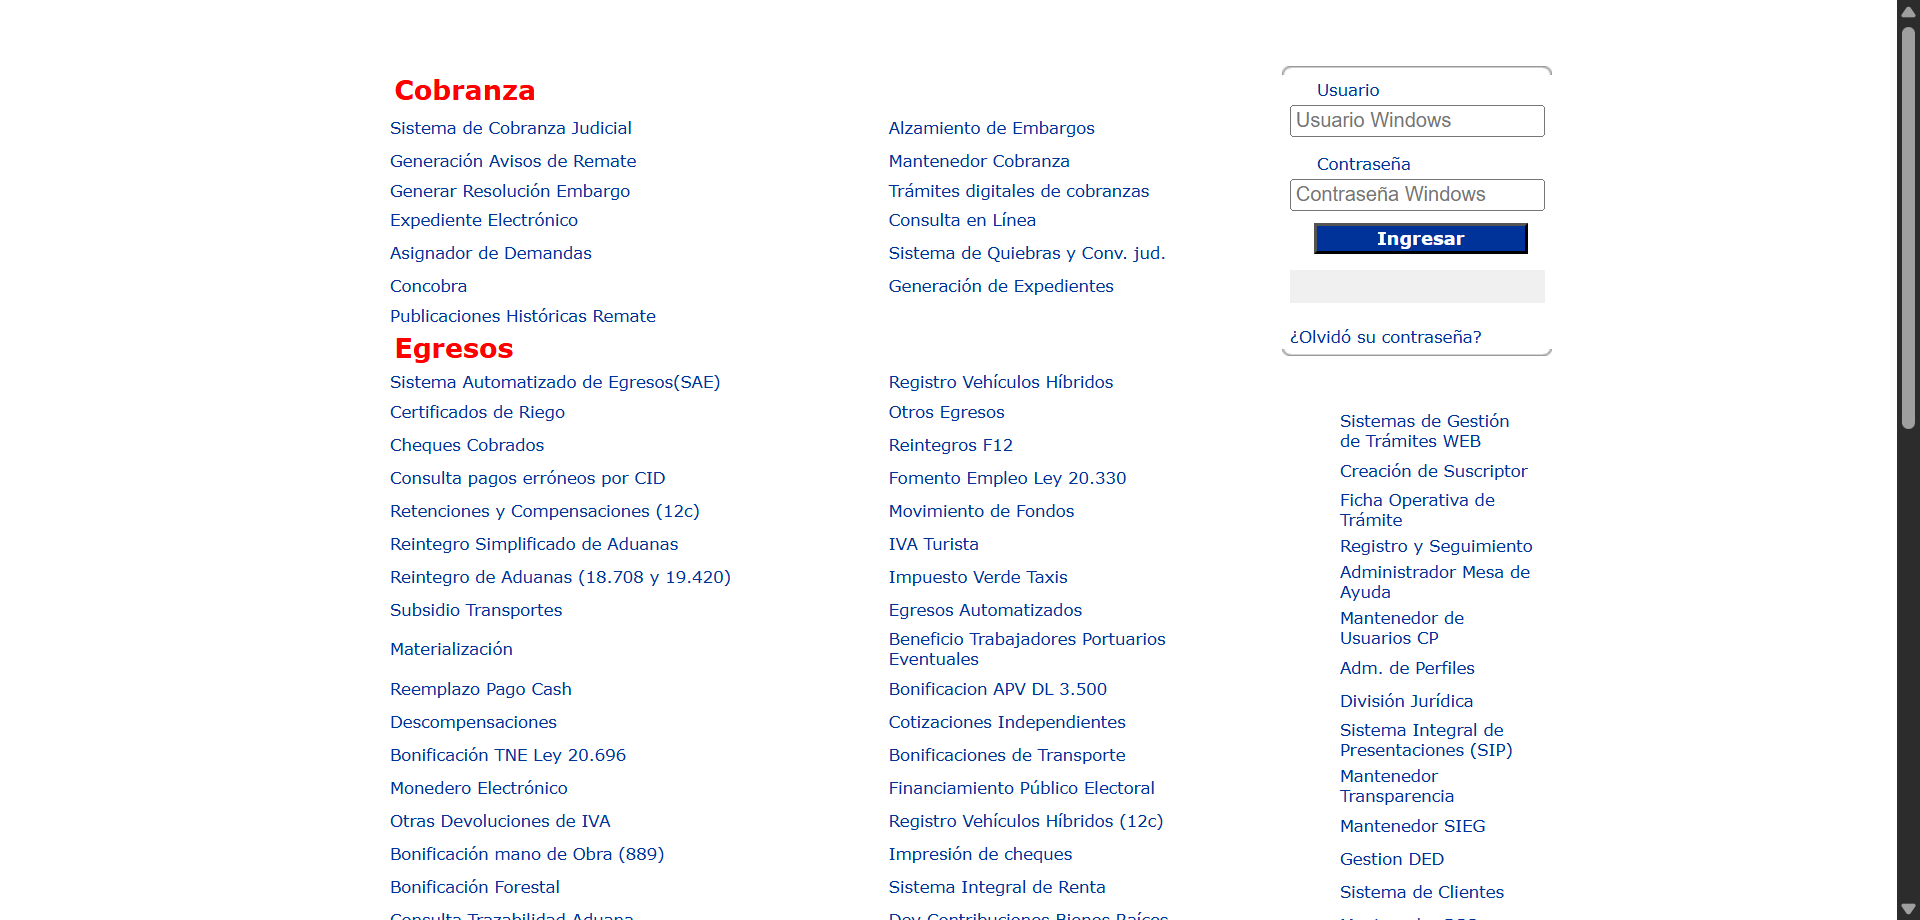 Cobranza
Sistema de Cobranza Judicial
Alzamiento de Embargos
Generación Avisos de Remate
Mantenedor Cobranza
Generar Resolución Embargo
Trámites digitales de cobranzas
Expediente Electrónico
Consulta en Línea
Asignador de Demandas
Sistema de Quiebras y Conv. jud.
Concobra
Generación de Expedientes
Publicaciones Históricas Remate
Egresos
Sistema Automatizado de Egresos(SAE)
Registro Vehículos Híbridos
Certificados de Riego
Otros Egresos
Cheques Cobrados
Reintegros F12
Consulta pagos erróneos por CID
Fomento Empleo Ley 20.330
Retenciones y Compensaciones (12c)
Movimiento de Fondos
Reintegro Simplificado de Aduanas
IVA Turista
Reintegro de Aduanas (18.708 y 19.420)
Impuesto Verde Taxis
Subsidio Transportes
Egresos Automatizados
Materialización
Beneficio Trabajadores Portuarios
Eventuales
Reemplazo Pago Cash
Bonificacion APV DL 3.500
Descompensaciones
Cotizaciones Independientes
Bonificación TNE Ley 20.696
Bonificaciones de Transporte
Monedero Electrónico
Financiamiento Público Electoral
Otras Devoluciones de IVA
Registro Vehículos Híbridos (12c)
Bonificación mano de Obra (889)
Impresión de cheques
Bonificación Forestal
Sistema Integral de Renta
Consulta Trazabilidad Aduana
Dev Contribuciones Bienes Raíces
Usuario
Usuario Windows
Contraseña
Contraseña Windows
Ingresar
¿Olvidó su contraseña?
Sistemas de Gestión
de Trámites WEB
Creación de Suscriptor
Ficha Operativa de
Trámite
Registro y Seguimiento
Administrador Mesa de
Ayuda
Mantenedor de
Usuarios CP
Adm. de Perfiles
División Jurídica
Sistema Integral de
Presentaciones (SIP)
Mantenedor
Transparencia
Mantenedor SIEG
Gestion DED
Sistema de Clientes